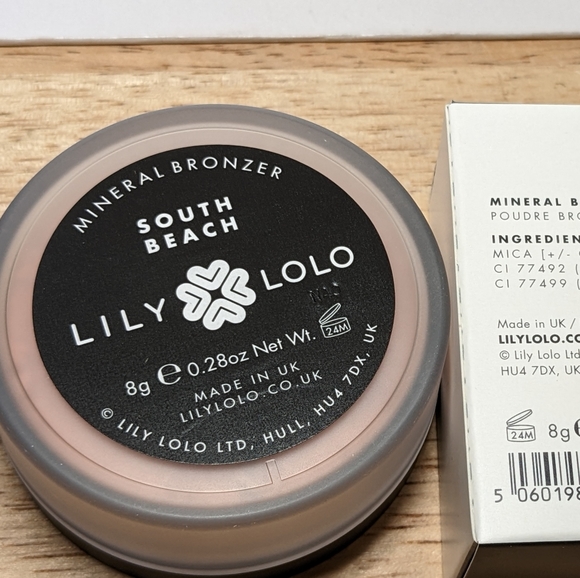 MINERAL BRONZER
SOUTH
BEACH
LILY LOLO
8g ℮ 0.28oz Net Wt. 24M
MADE IN UK
LILYLOLO.CO.UK
© LILY LOLO LTD, HULL, HU4 7DX, UK
MINERAL B
POUDRE BRO
INGREDIEN
MICA [+/-
CI 77492 (
CI 77499 (
Made in UK /
LILYLOLO.CO
© Lily Lolo Ltd
HU4 7DX, UK
24M 8g
5 060198